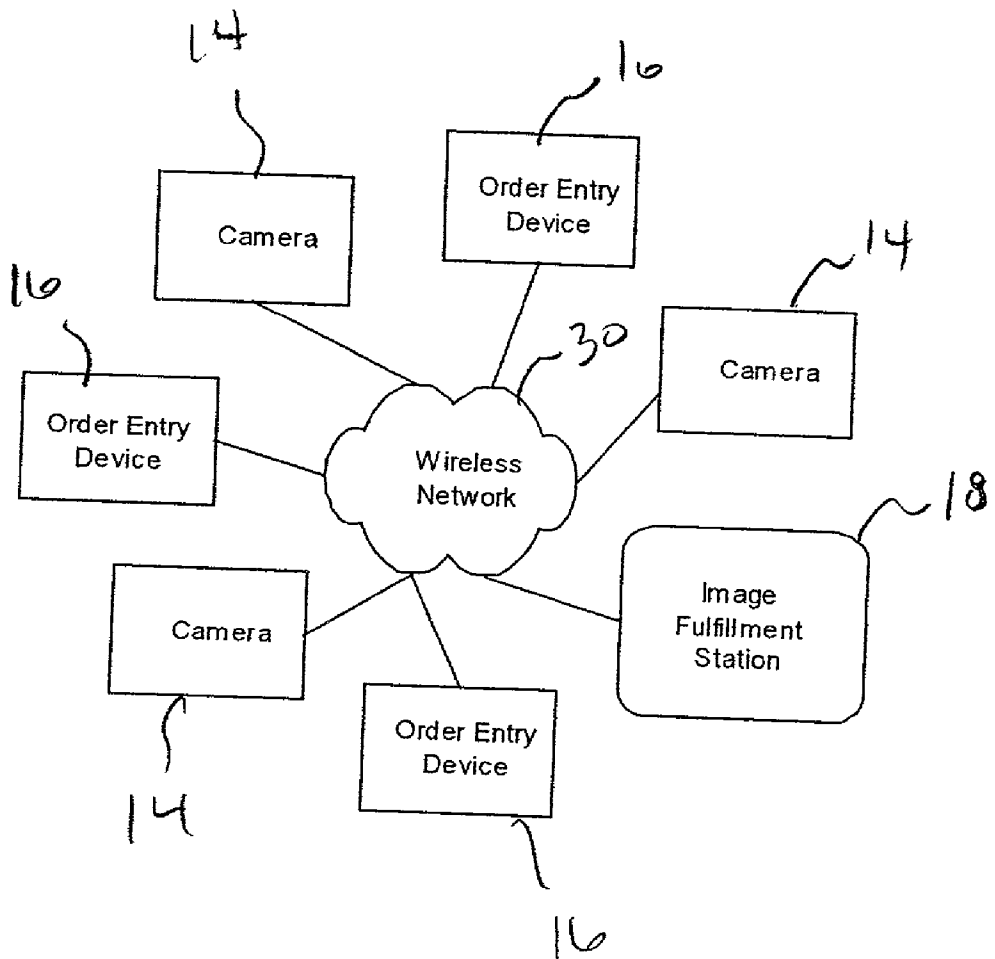 14
16
Order Entry
Device
Camera
14
16
30
Camera
Order Entry
Device
Wireless
Network
18
Image
Fulfillment
Station
Camera
Order Entry
Device
14
16